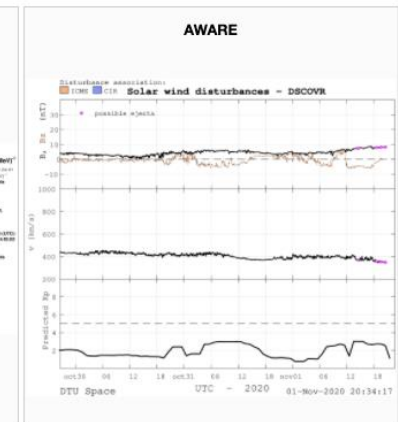 AWARE
Disturbance association:
ICME CIR Solar wind disturbances - DSCOVR
possible ejecta
B, Bz (nT)
30
20
10
0
-10
1000
800
600
400
200
v (km/s)
8
6
4
2
Predicted Kp
oct30 06 12 18 oct31 06 12 18 nov01 06 12 18
DTU Space UTC - 2020 01-Nov-2020 20:34:17